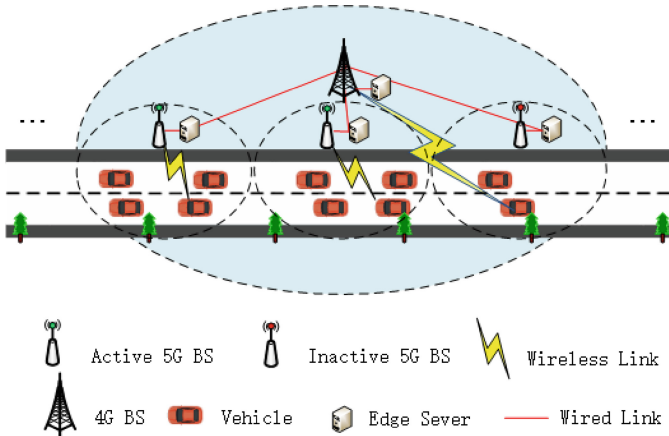 ... ...
Active 5G BS Inactive 5G BS Wireless Link
4G BS Vehicle Edge Sever Wired Link